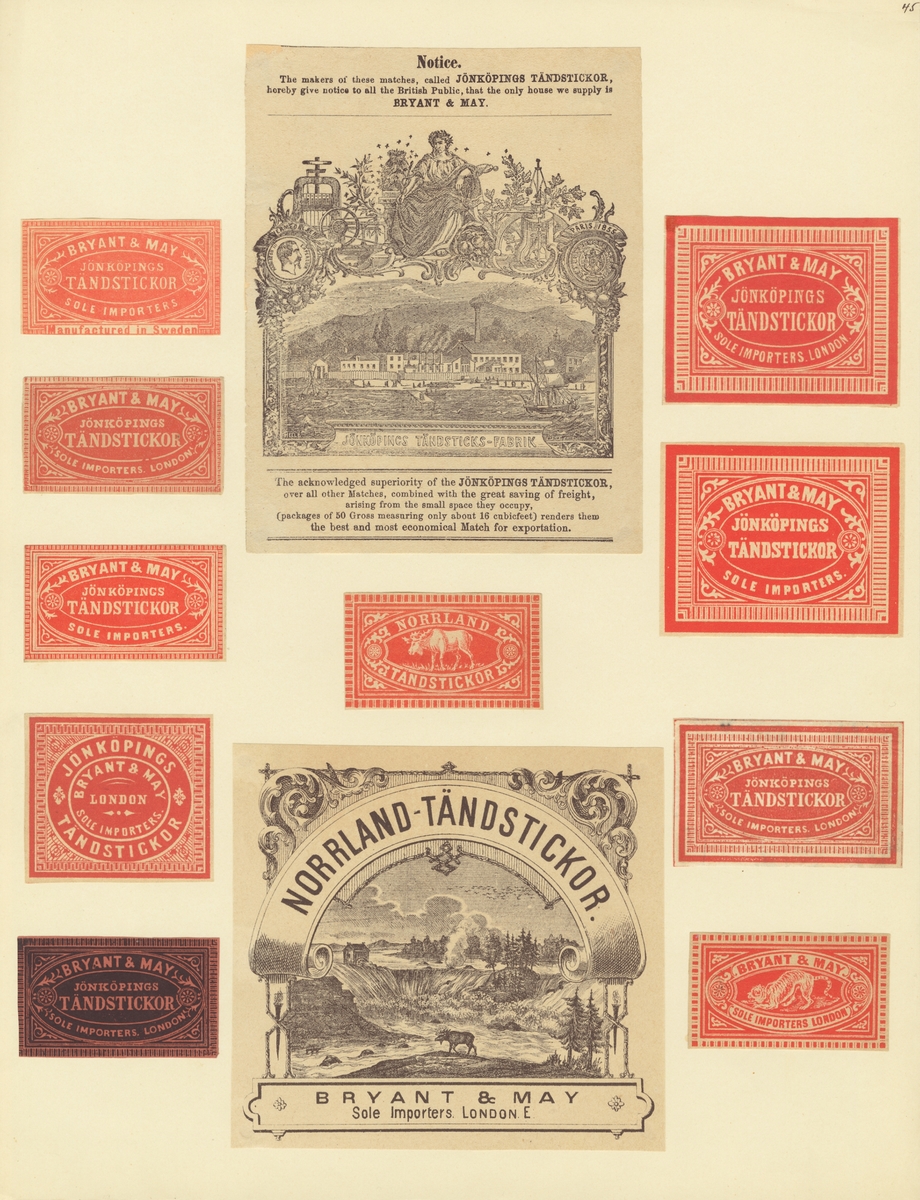 45
Notice.
The makers of these matches, called JÖNKÖPINGS TÄNDSTICKOR,
hereby give notice to all the British Public, that the only house we supply is
BRYANT & MAY.
PARIS. 1855
JÖNKÖPINGS TÄNDSTICKS-FABRIK
The acknowledged superiority of the JÖNKÖPINGS TÄNDSTICKOR,
over all other Matches, combined with the great saving of freight,
arising from the small space they occupy,
(packages of 50 Gross measuring only about 16 cubicfeet) renders them
the best and most economical Match for exportation.
BRYANT & MAY
JÖNKÖPINGS
TÄNDSTICKOR
SOLE IMPORTERS
Manufactured in Sweden
BRYANT & MAY
JÖNKÖPINGS
TÄNDSTICKOR
SOLE IMPORTERS. LONDON.
BRYANT & MAY
JÖNKÖPINGS
TÄNDSTICKOR
SOLE IMPORTERS.
JONKÖPINGS
BRYANT & MAY
LONDON
SOLE IMPORTERS.
TÄNDSTICKOR
BRYANT & MAY
JÖNKÖPINGS
TÄNDSTICKOR
SOLE IMPORTERS. LONDON.
NORRLAND
TÄNDSTICKOR
NORRLAND-TÄNDSTICKOR.
BRYANT & MAY
Sole Importers. LONDON. E.
BRYANT & MAY
JÖNKÖPINGS
TÄNDSTICKOR
SOLE IMPORTERS. LONDON.
BRYANT & MAY
JÖNKÖPINGS
TÄNDSTICKOR
SOLE IMPORTERS.
BRYANT & MAY
JÖNKÖPINGS
TÄNDSTICKOR
SOLE IMPORTERS. LONDON.
BRYANT & MAY
SOLE IMPORTERS LONDON